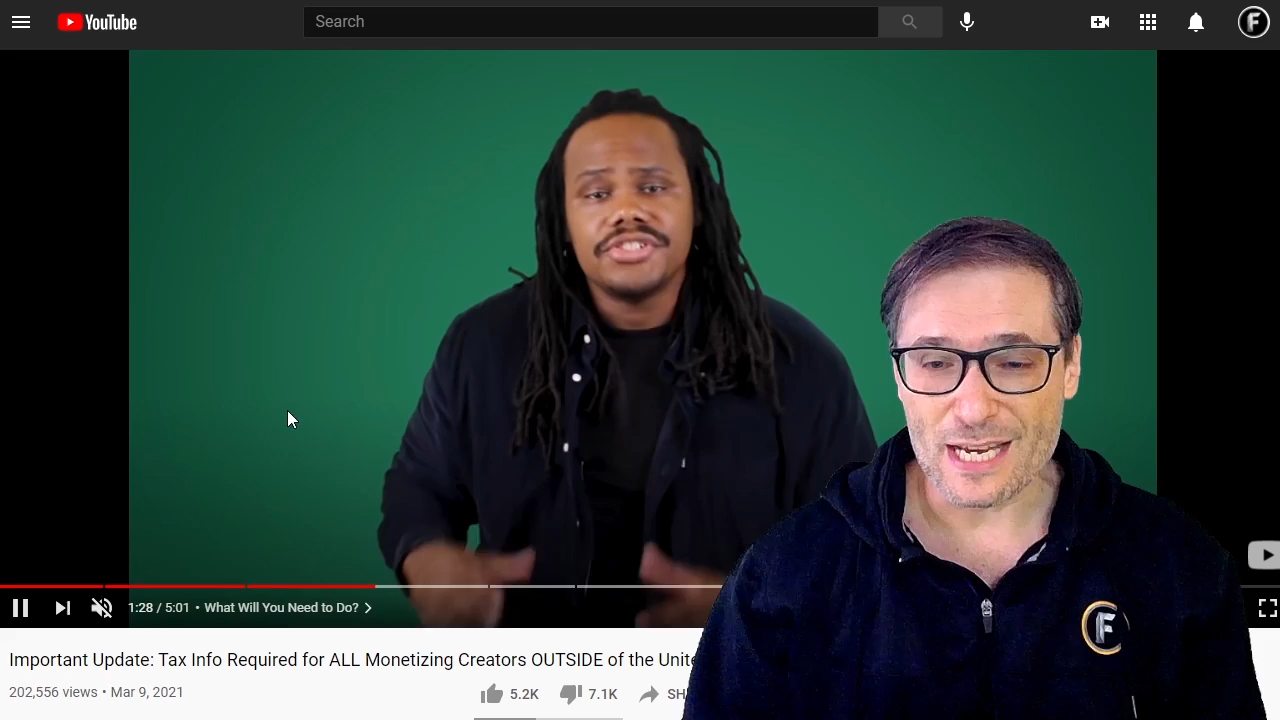 YouTube
Search
F
1:28 / 5:01 • What Will You Need to Do?
Important Update: Tax Info Required for ALL Monetizing Creators OUTSIDE of the Unite
202,556 views • Mar 9, 2021
5.2K
7.1K
SH
F